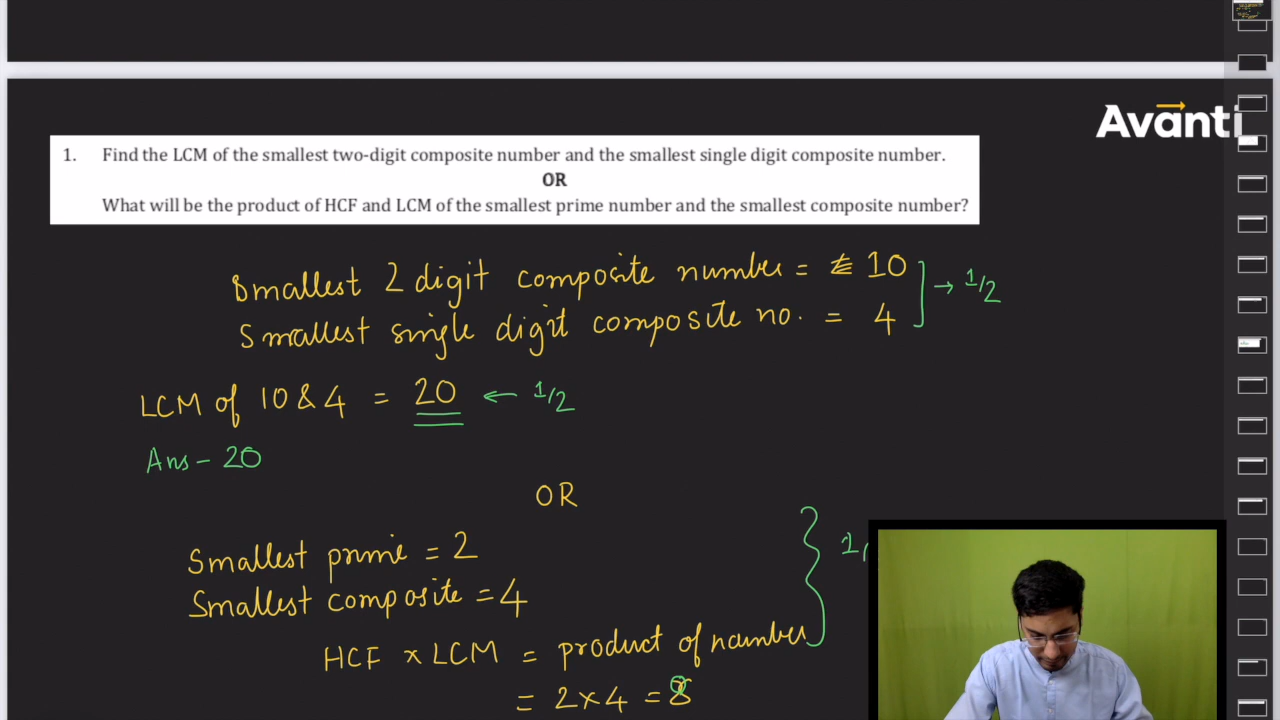 Avanti
1. Find the LCM of the smallest two-digit composite number and the smallest single digit composite number.
OR
What will be the product of HCF and LCM of the smallest prime number and the smallest composite number?
Smallest 2 digit composite number = 10
Smallest single digit composite no. = 4
→ 1/2
LCM of 10 & 4 = 20 ← 1/2
Ans - 20
OR
Smallest prime = 2
Smallest composite = 4
HCF x LCM = product of number
= 2 x 4 = 8